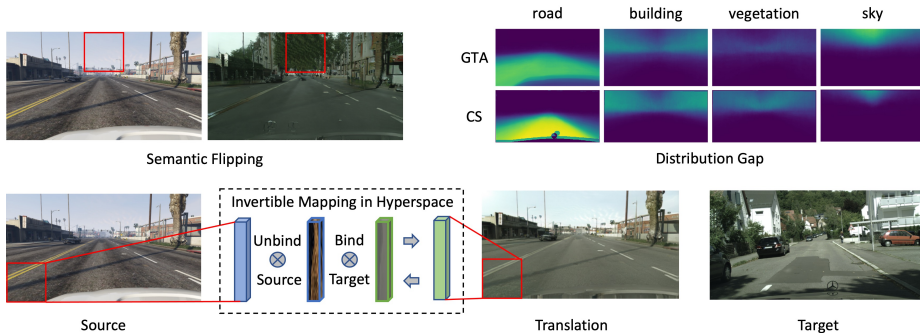 road building vegetation sky
GTA
CS
Semantic Flipping
Distribution Gap
Invertible Mapping in Hyperspace
Unbind Bind
Source Target
Source
Translation
Target